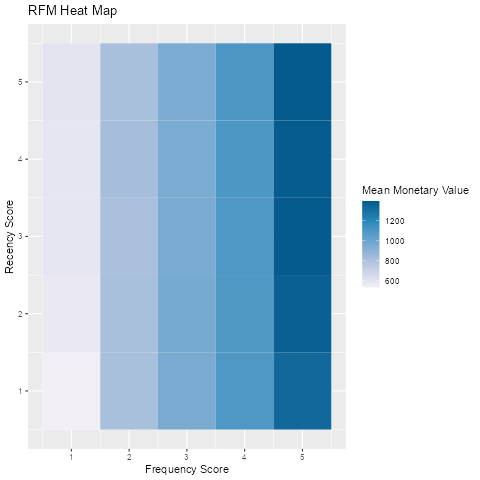 RFM Heat Map
5
4
3
2
1
Recency Score
1 2 3 4 5
Frequency Score
Mean Monetary Value
1200
1000
800
600